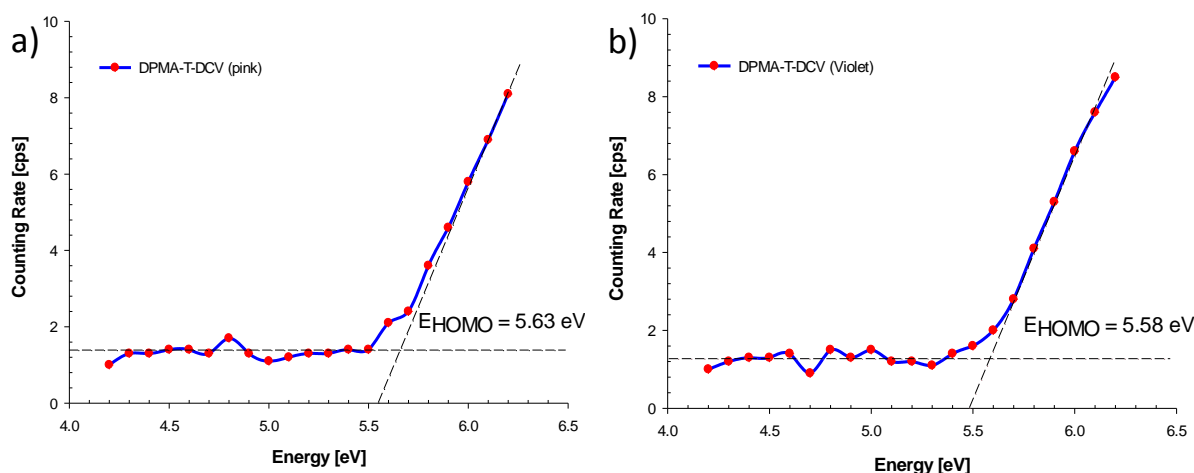 a)
DPMA-T-DCV (pink)
Counting Rate [cps]
10
8
6
4
2
0
E HOMO = 5.63 eV
4.0 4.5 5.0 5.5 6.0 6.5
Energy [eV]
b)
DPMA-T-DCV (Violet)
Counting Rate [cps]
10
8
6
4
2
0
E HOMO = 5.58 eV
4.0 4.5 5.0 5.5 6.0 6.5
Energy [eV]